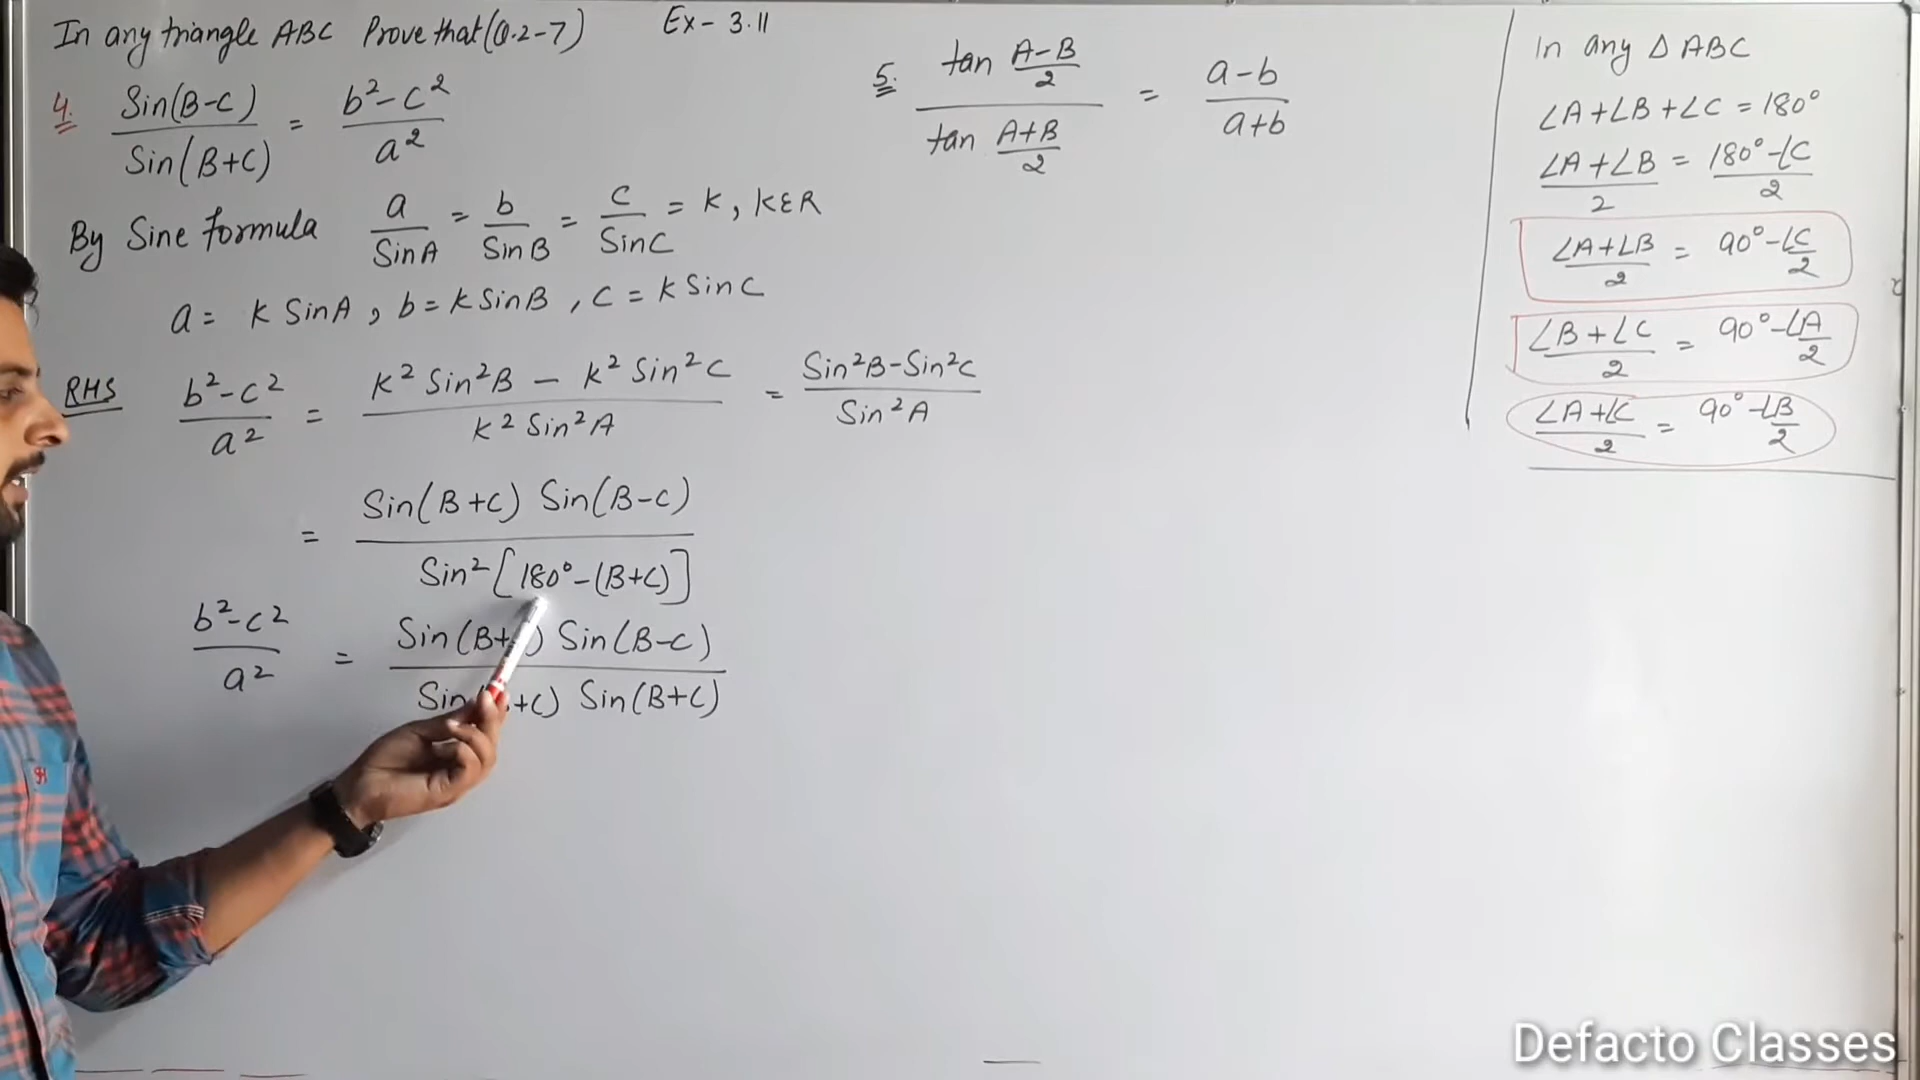 In any triangle ABC Prove that (Q.2-7) Ex- 3.11
4. Sin(B-C)/Sin(B+C) = b²-c²/a²
By Sine formula a/SinA = b/SinB = c/SinC = K, KER
a = K SinA, b = K SinB, c = K SinC
RHS b²-c²/a² = K² Sin²B - K² Sin²C/K² Sin²A = Sin²B-Sin²C/Sin²A
= Sin(B+C) Sin(B-C)/Sin²[180°-(B+C)]
b²-c²/a² = Sin(B+ ) Sin(B-C)/Sin +C) Sin(B+C)
5. tan A-B/2 / tan A+B/2 = a-b/a+b
In any △ ABC
∠A+∠B+∠C = 180°
∠A+∠B/2 = 180°-∠C/2
∠A+∠B/2 = 90°-∠C/2
∠B+∠C/2 = 90°-∠A/2
∠A+∠C/2 = 90°-∠B/2
Defacto Classes